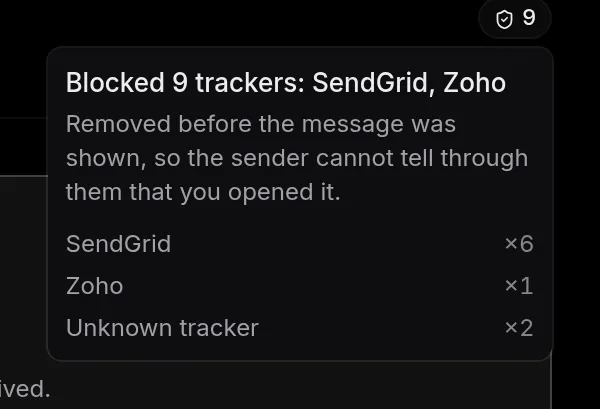 9
Blocked 9 trackers: SendGrid, Zoho
Removed before the message was
shown, so the sender cannot tell through
them that you opened it.
SendGrid ×6
Zoho ×1
Unknown tracker ×2
ived.